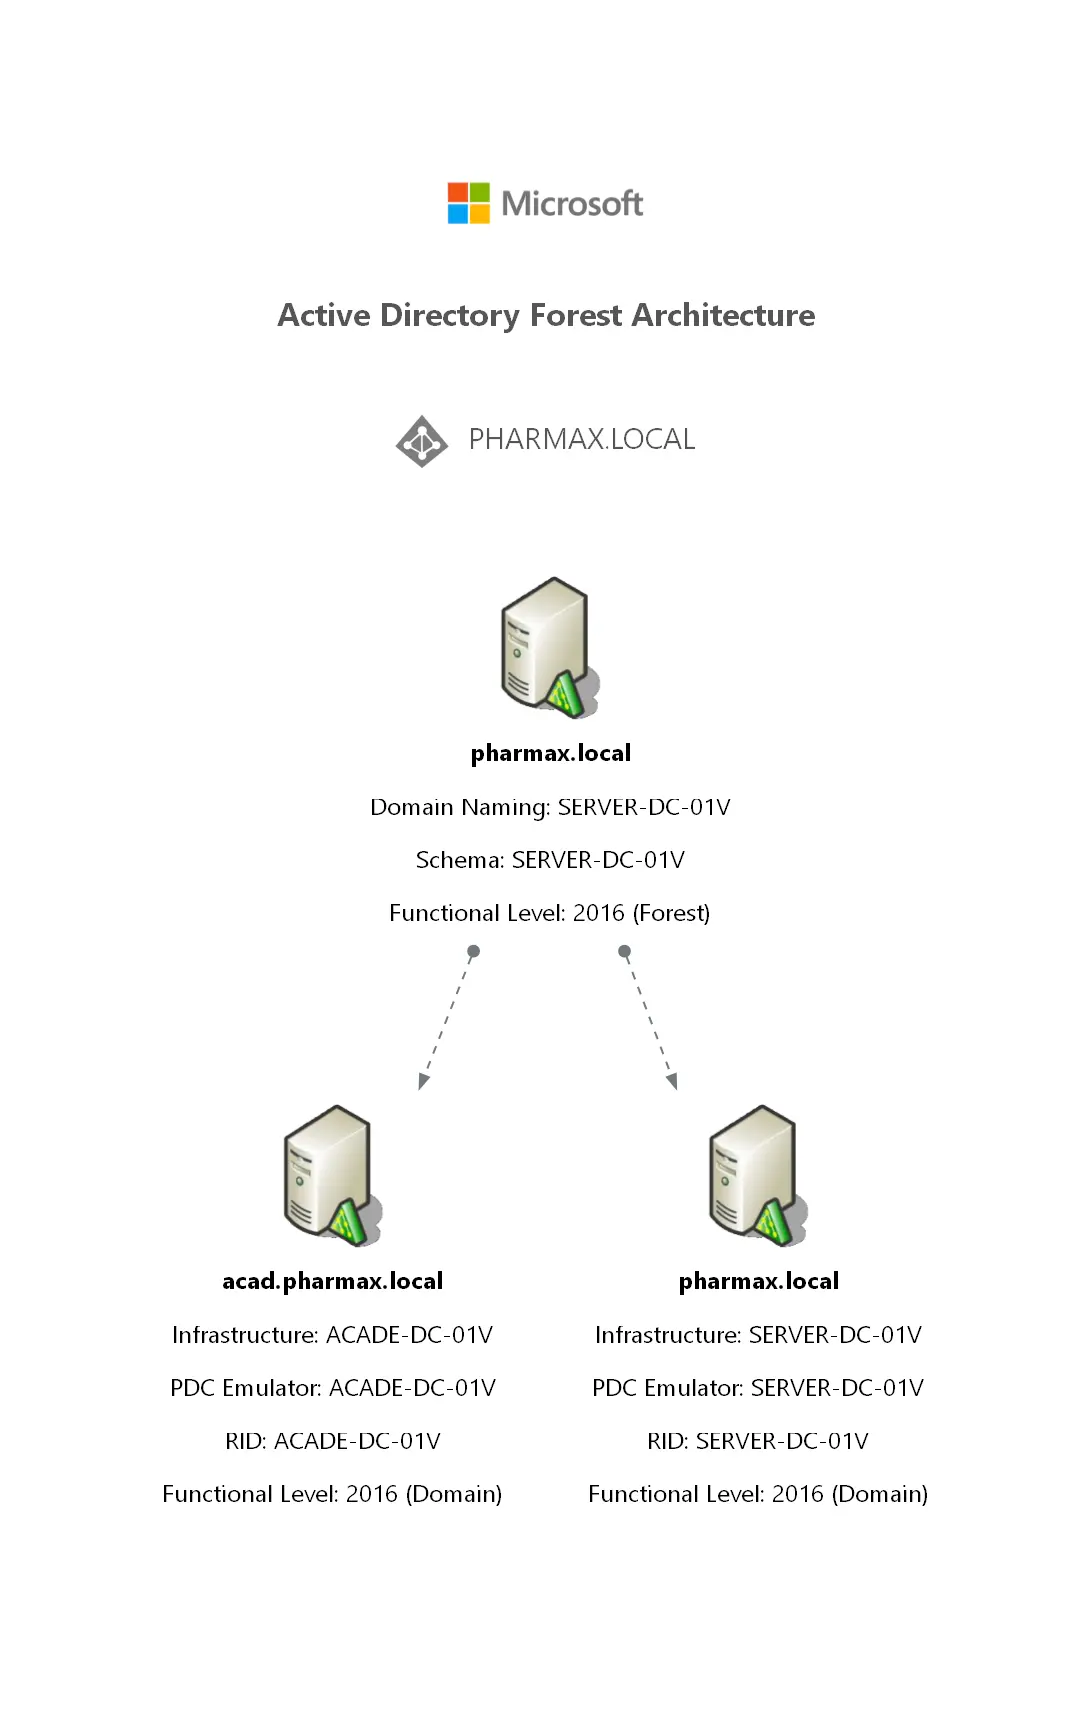 Microsoft
Active Directory Forest Architecture
PHARMAX.LOCAL
pharmax.local
Domain Naming: SERVER-DC-01V
Schema: SERVER-DC-01V
Functional Level: 2016 (Forest)
acad.pharmax.local
Infrastructure: ACADE-DC-01V
PDC Emulator: ACADE-DC-01V
RID: ACADE-DC-01V
Functional Level: 2016 (Domain)
pharmax.local
Infrastructure: SERVER-DC-01V
PDC Emulator: SERVER-DC-01V
RID: SERVER-DC-01V
Functional Level: 2016 (Domain)